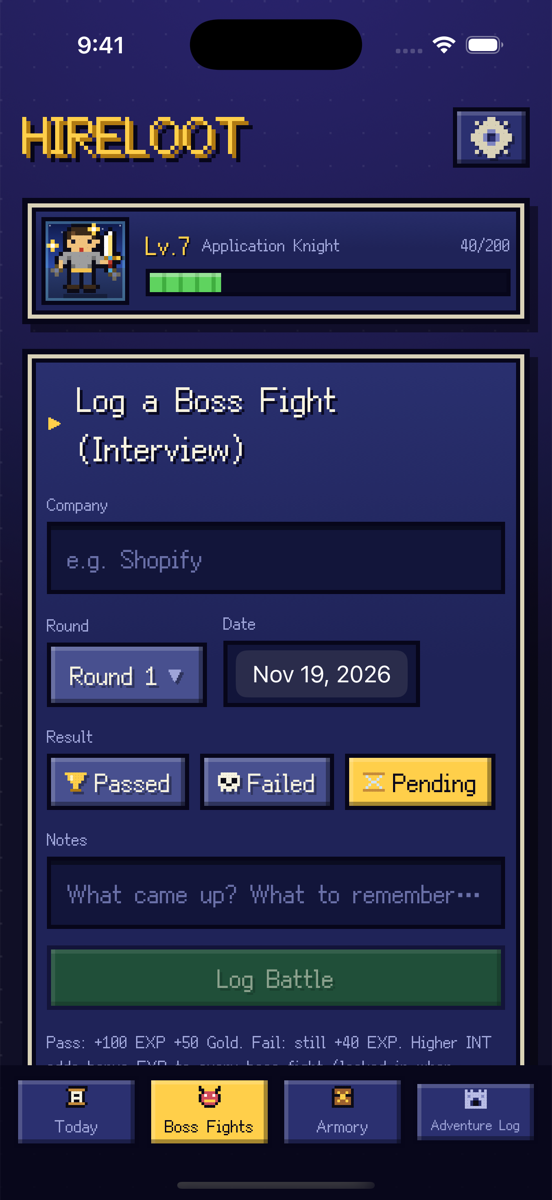 9:41
HIRELOOT
Lv.7 Application Knight 40/200
Log a Boss Fight
(Interview)
Company
e.g. Shopify
Round Date
Round 1 Nov 19, 2026
Result
Passed Failed Pending
Notes
What came up? What to remember…
Log Battle
Pass: +100 EXP +50 Gold. Fail: still +40 EXP. Higher INT
adds bonus EXP to every boss fight (locked in when
Today Boss Fights Armory Adventure Log